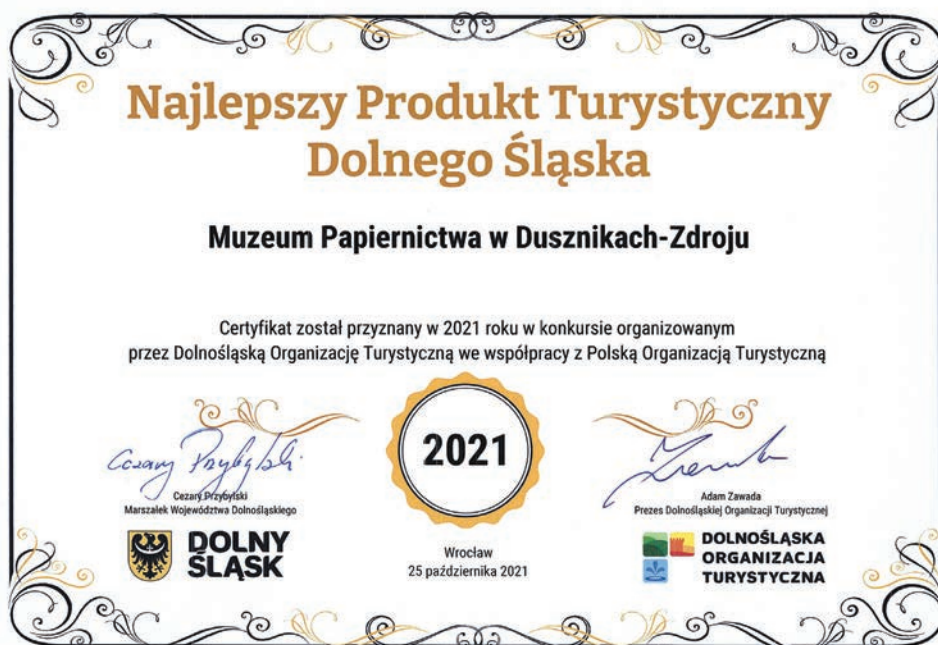 Najlepszy Produkt Turystyczny
Dolnego Śląska
Muzeum Papiernictwa w Dusznikach-Zdroju
Certyfikat został przyznany w 2021 roku w konkursie organizowanym
przez Dolnośląską Organizację Turystyczną we współpracy z Polską Organizacją Turystyczną
2021
Cezary Przybylski
Cezary Przybylski
Marszałek Województwa Dolnośląskiego
Adam Zawada
Prezes Dolnośląskiej Organizacji Turystycznej
DOLNY
ŚLĄSK
Wrocław
25 października 2021
DOLNOŚLĄSKA
ORGANIZACJA
TURYSTYCZNA